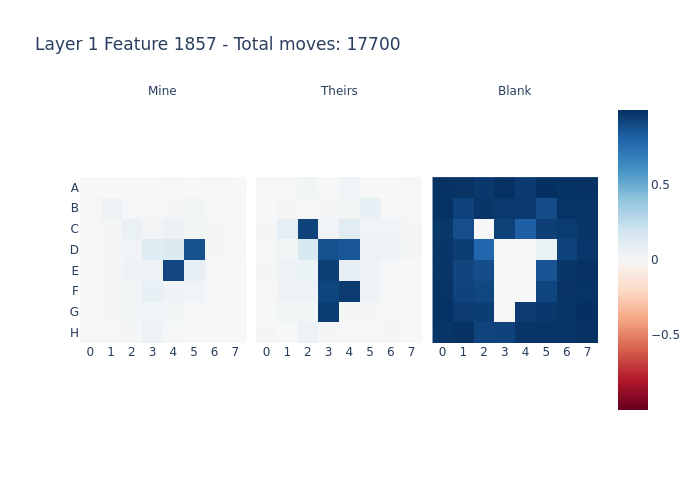 Layer 1 Feature 1857 - Total moves: 17700
Mine
Theirs
Blank
A
B
C
D
E
F
G
H
0 1 2 3 4 5 6 7
0 1 2 3 4 5 6 7
0 1 2 3 4 5 6 7
0.5
0
−0.5